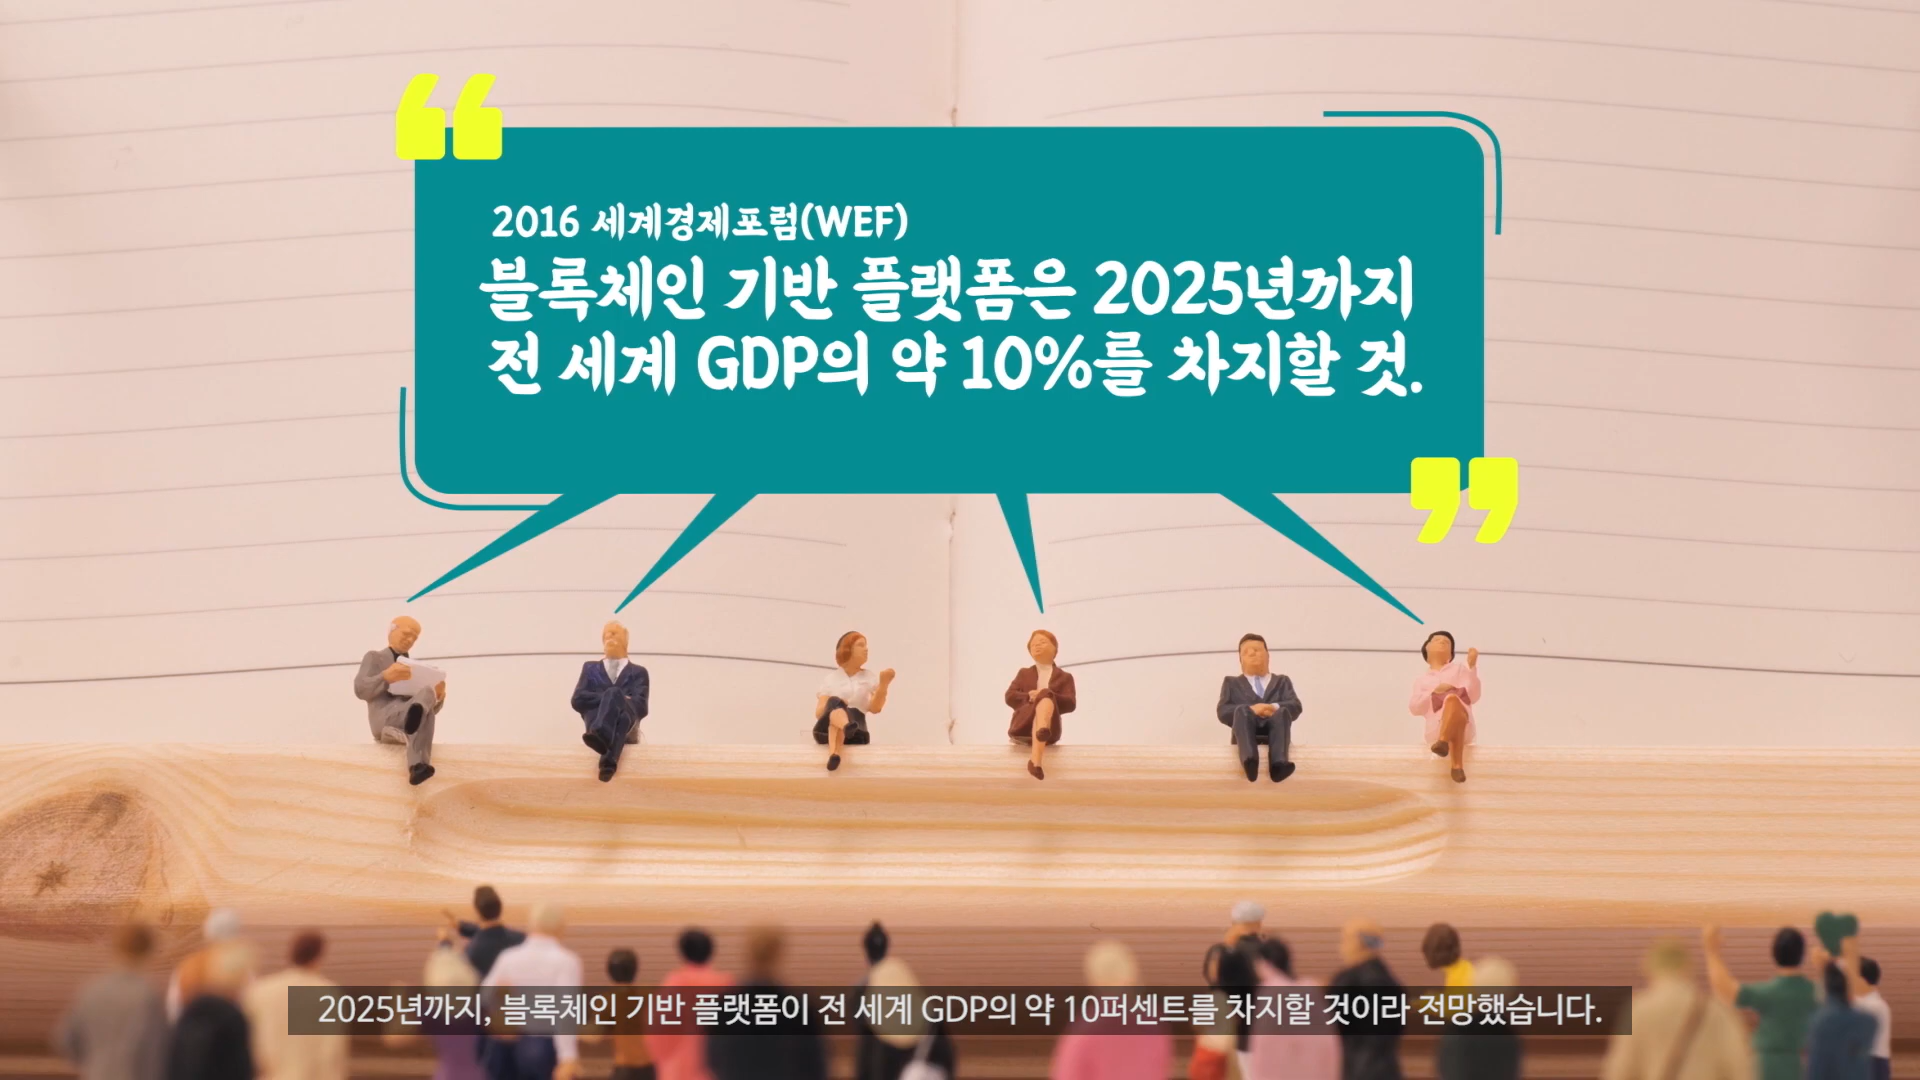 2016 세계경제포럼(WEF)
블록체인 기반 플랫폼은 2025년까지
전 세계 GDP의 약 10%를 차지할 것.
2025년까지, 블록체인 기반 플랫폼이 전 세계 GDP의 약 10퍼센트를 차지할 것이라 전망했습니다.